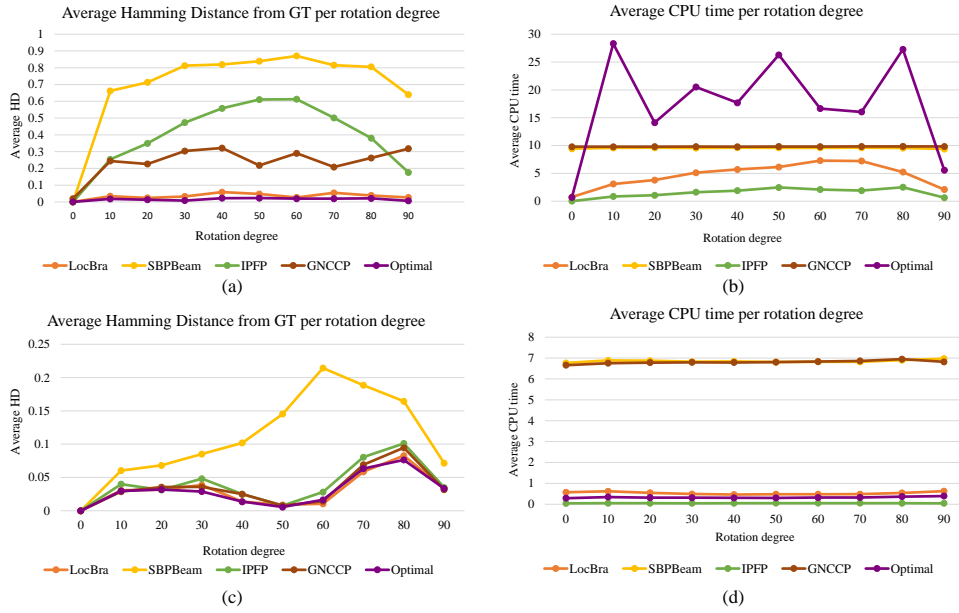 Average Hamming Distance from GT per rotation degree
Average HD
1
0.9
0.8
0.7
0.6
0.5
0.4
0.3
0.2
0.1
0
0 10 20 30 40 50 60 70 80 90
Rotation degree
LocBra SBPBeam IPFP GNCCP Optimal
(a)
Average CPU time per rotation degree
Average CPU time
30
25
20
15
10
5
0
0 10 20 30 40 50 60 70 80 90
Rotation degree
LocBra SBPBeam IPFP GNCCP Optimal
(b)
Average Hamming Distance from GT per rotation degree
Average HD
0.25
0.2
0.15
0.1
0.05
0
0 10 20 30 40 50 60 70 80 90
Rotation degree
LocBra SBPBeam IPFP GNCCP Optimal
(c)
Average CPU time per rotation degree
Average CPU time
8
7
6
5
4
3
2
1
0
0 10 20 30 40 50 60 70 80 90
Rotation degree
LocBra SBPBeam IPFP GNCCP Optimal
(d)